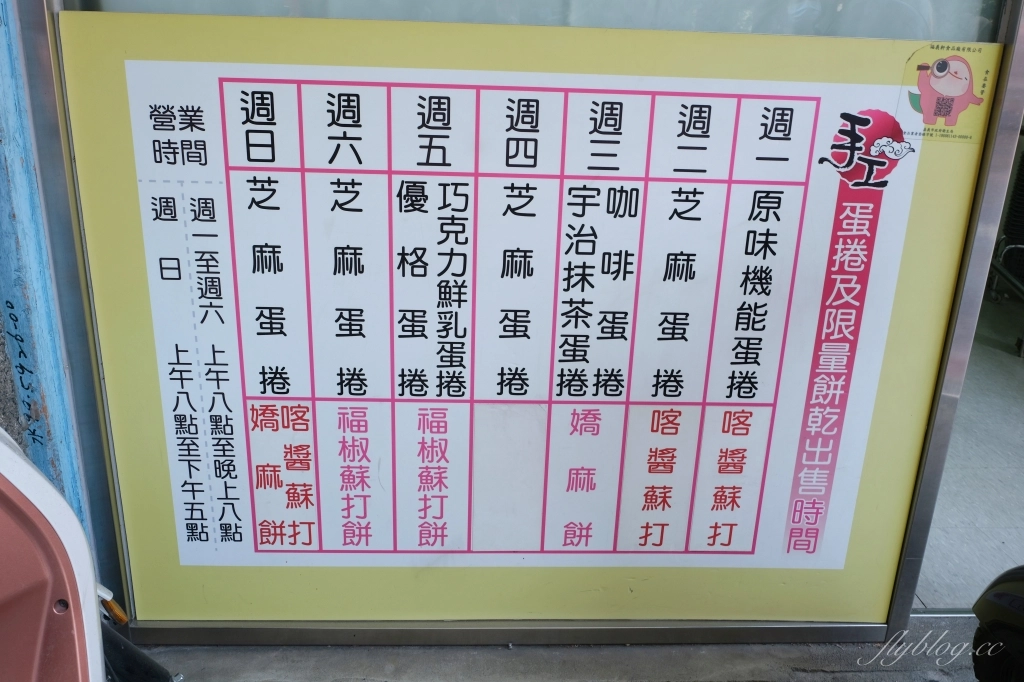 手工
蛋捲及限量餅乾出售時間
週一
原味機能蛋捲
喀醬蘇打
週二
芝麻蛋捲
喀醬蘇打
週三
咖啡蛋捲
宇治抹茶蛋捲
嬌麻餅
週四
芝麻蛋捲
週五
巧克力鮮乳蛋捲
優格蛋捲
福椒蘇打餅
週六
芝麻蛋捲
福椒蘇打餅
週日
芝麻蛋捲
喀醬蘇打
嬌麻餅
營業時間
週一至週六 上午八點至晚上八點
週日 上午八點至下午五點
flyblog.cc